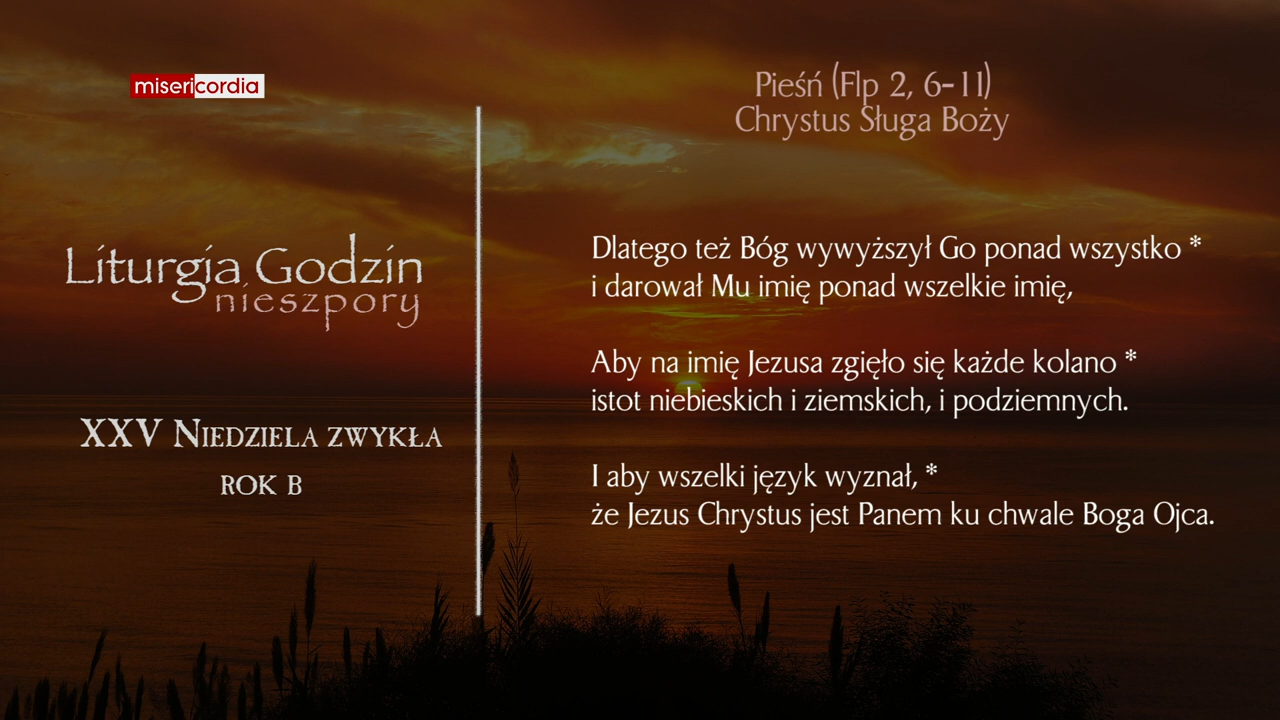 misericordia
Liturgia Godzin
nieszpory
XXV Niedziela zwykła
rok B
Pieśń (Flp 2, 6-11)
Chrystus Sługa Boży
Dlatego też Bóg wywyższył Go ponad wszystko *
i darował Mu imię ponad wszelkie imię,
Aby na imię Jezusa zgięło się każde kolano *
istot niebieskich i ziemskich, i podziemnych.
I aby wszelki język wyznał, *
że Jezus Chrystus jest Panem ku chwale Boga Ojca.